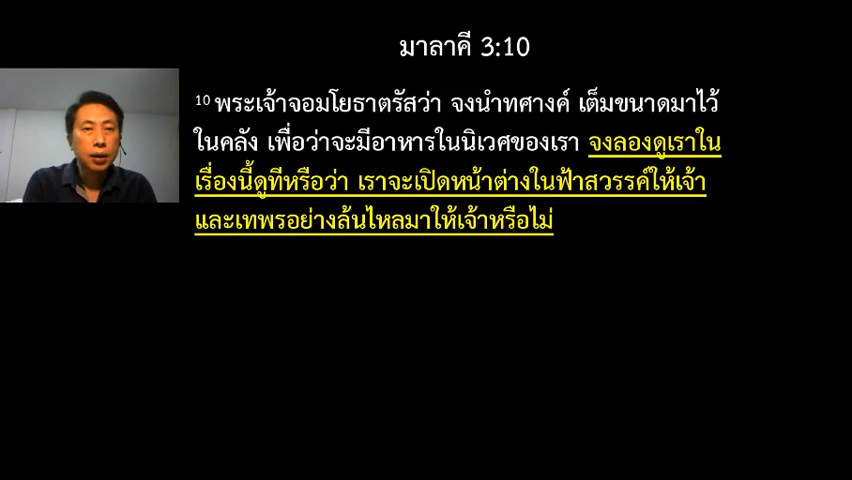 มาลาคี 3:10
10 พระเจ้าจอมโยธาตรัสว่า จงนำทศางค์ เต็มขนาดมาไว้
ในคลัง เพื่อว่าจะมีอาหารในนิเวศของเรา จงลองดูเราใน
เรื่องนี้ดูทีหรือว่า เราจะเปิดหน้าต่างในฟ้าสวรรค์ให้เจ้า
และเทพรอย่างล้นไหลมาให้เจ้าหรือไม่